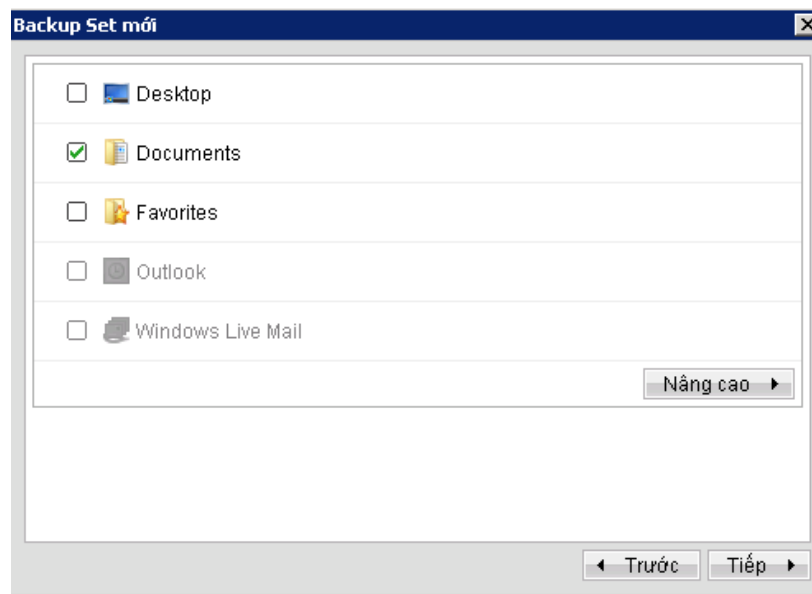 Backup Set mới
Desktop
Documents
Favorites
Outlook
Windows Live Mail
Nâng cao
Trước
Tiếp